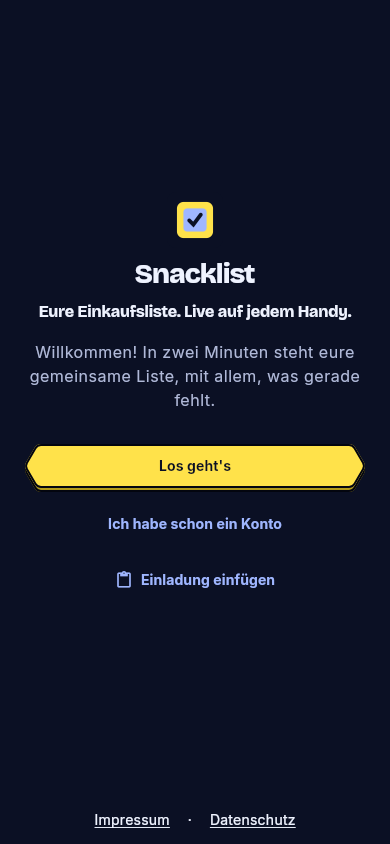 Snacklist
Eure Einkaufsliste. Live auf jedem Handy.
Willkommen! In zwei Minuten steht eure
gemeinsame Liste, mit allem, was gerade
fehlt.
Los geht's
Ich habe schon ein Konto
Einladung einfügen
Impressum · Datenschutz